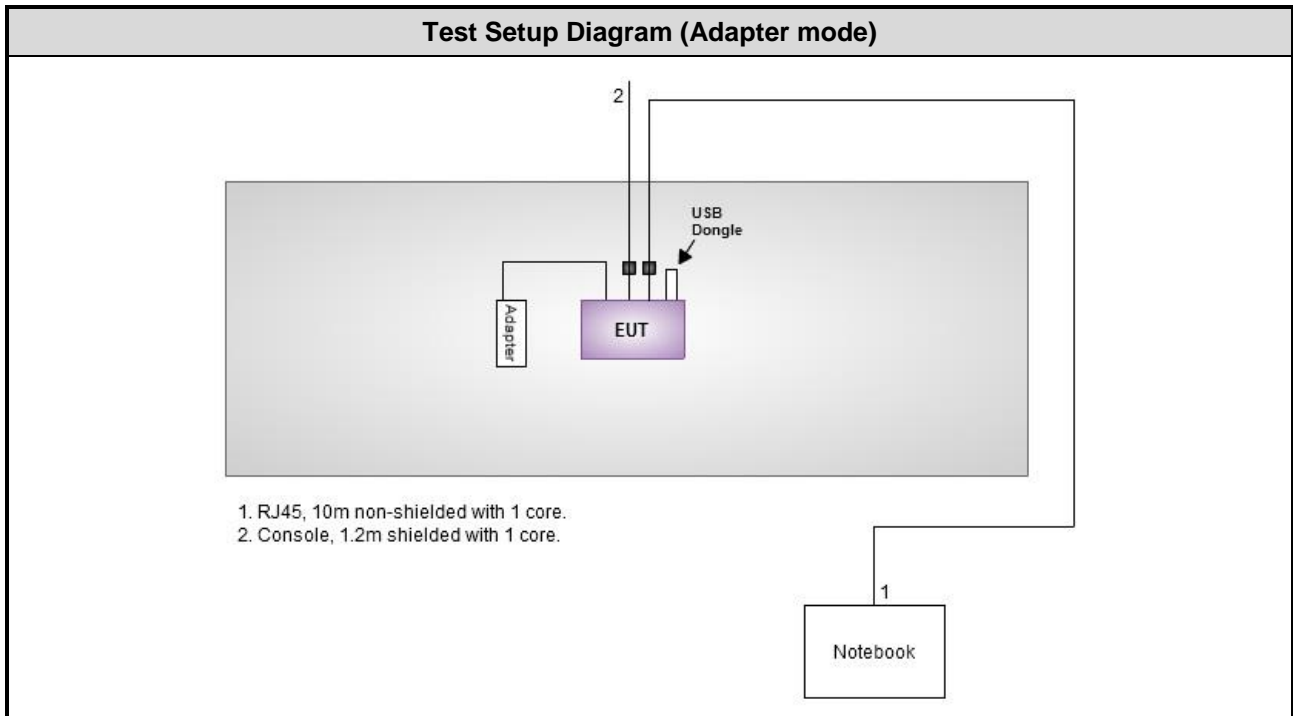 Test Setup Diagram (Adapter mode)
2
USB
Dongle
Adapter
EUT
1. RJ45, 10m non-shielded with 1 core.
2. Console, 1.2m shielded with 1 core.
1
Notebook